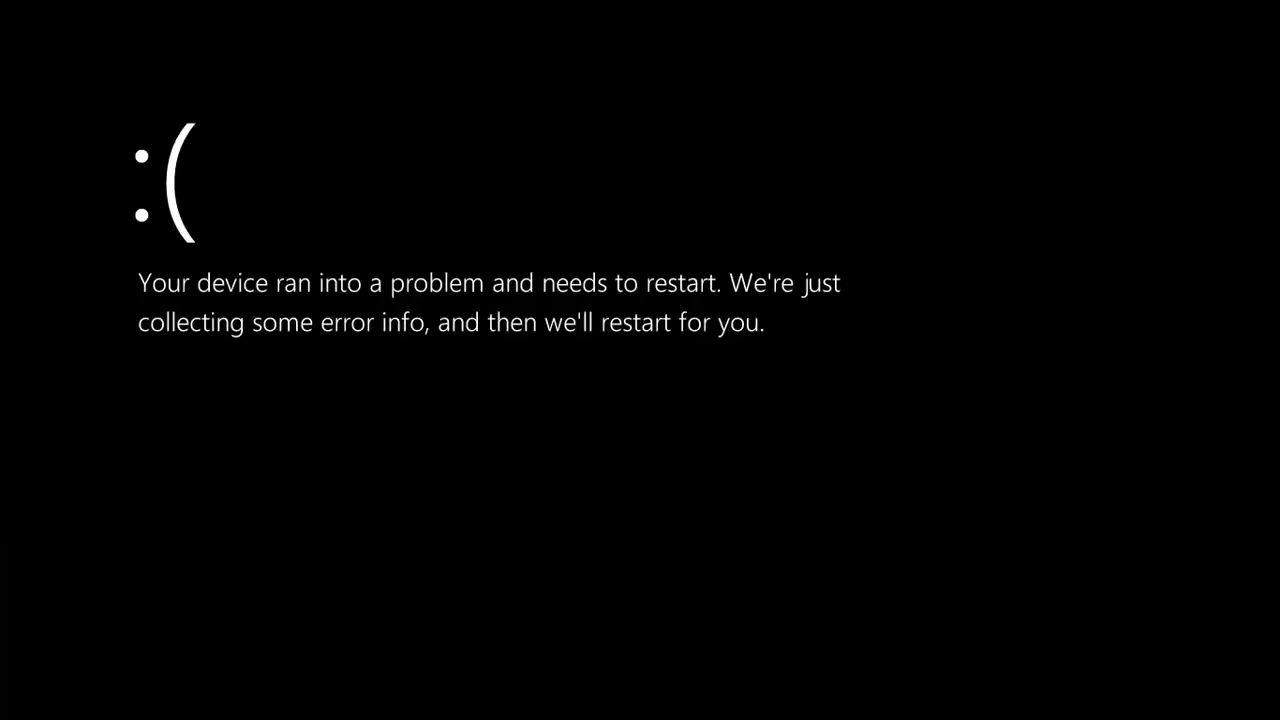 :(
Your device ran into a problem and needs to restart. We're just
collecting some error info, and then we'll restart for you.